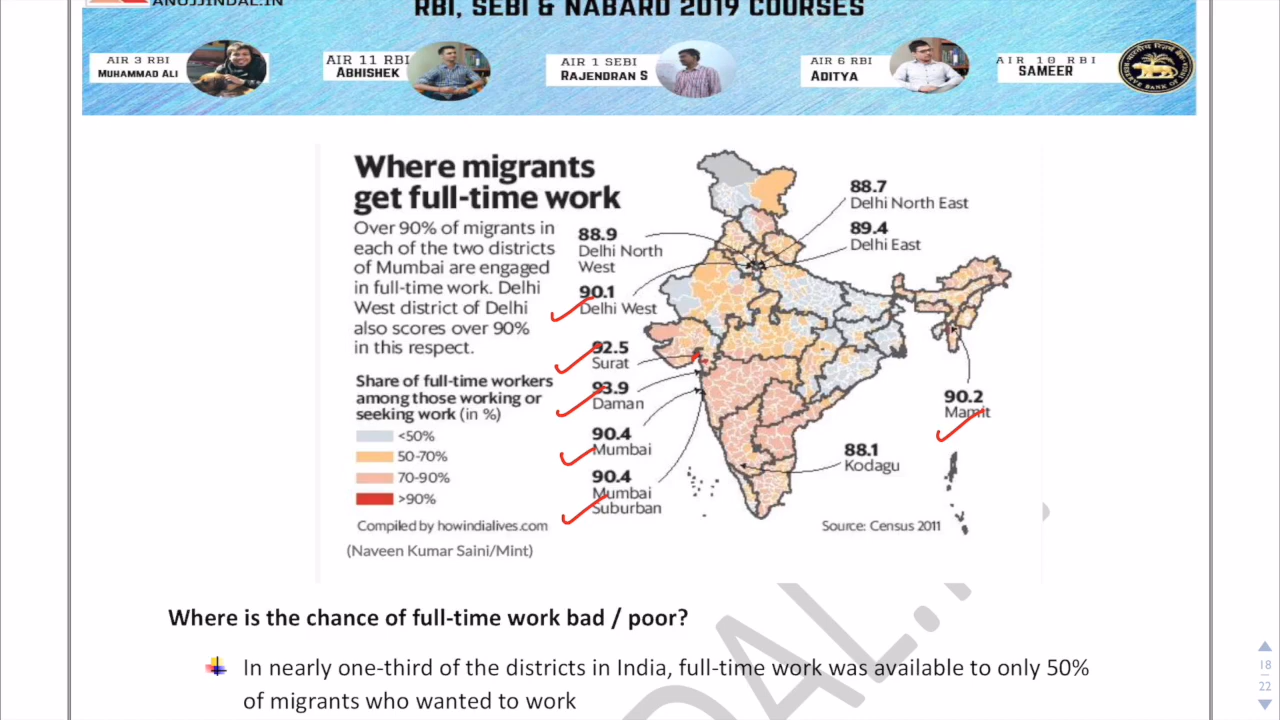 ANUJJINDAL.IN
RBI, SEBI & NABARD 2019 COURSES
AIR 3 RBI
MUHAMMAD ALI
AIR 11 RBI
ABHISHEK
AIR 1 SEBI
RAJENDRAN S
AIR 6 RBI
ADITYA
AIR 10 RBI
SAMEER
Where migrants
get full-time work
Over 90% of migrants in
each of the two districts
of Mumbai are engaged
in full-time work. Delhi
West district of Delhi
also scores over 90%
in this respect.
Share of full-time workers
among those working or
seeking work (in %)
<50%
50-70%
70-90%
>90%
Compiled by howindialives.com
(Naveen Kumar Saini/Mint)
88.9
Delhi North
West
90.1
Delhi West
92.5
Surat
93.9
Daman
90.4
Mumbai
90.4
Mumbai
Suburban
88.7
Delhi North East
89.4
Delhi East
90.2
Mamit
88.1
Kodagu
Source: Census 2011
Where is the chance of full-time work bad / poor?
In nearly one-third of the districts in India, full-time work was available to only 50%
of migrants who wanted to work
18
22